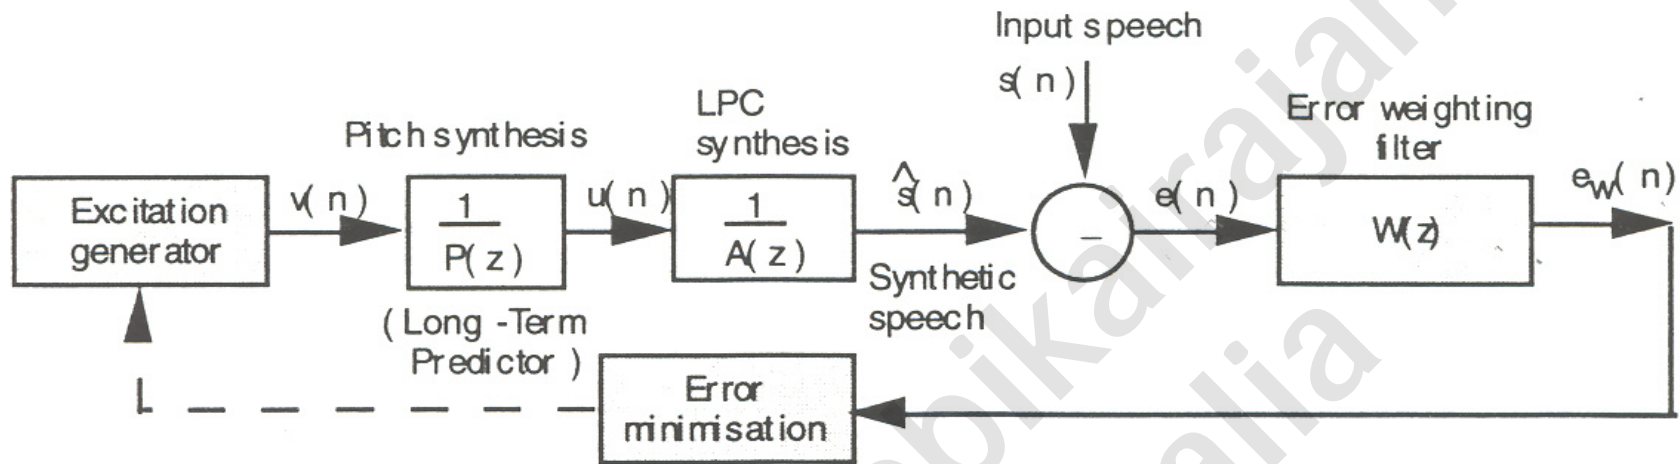 Input speech
s(n)
LPC
synthesis
Error weighting
filter
Pitch synthesis
Excitation
generator
v(n)
1
P(z)
u(n)
1
A(z)
ŝ(n)
–
e(n)
W(z)
e_W(n)
(Long-Term
Predictor)
Synthetic
speech
Error
minimisation